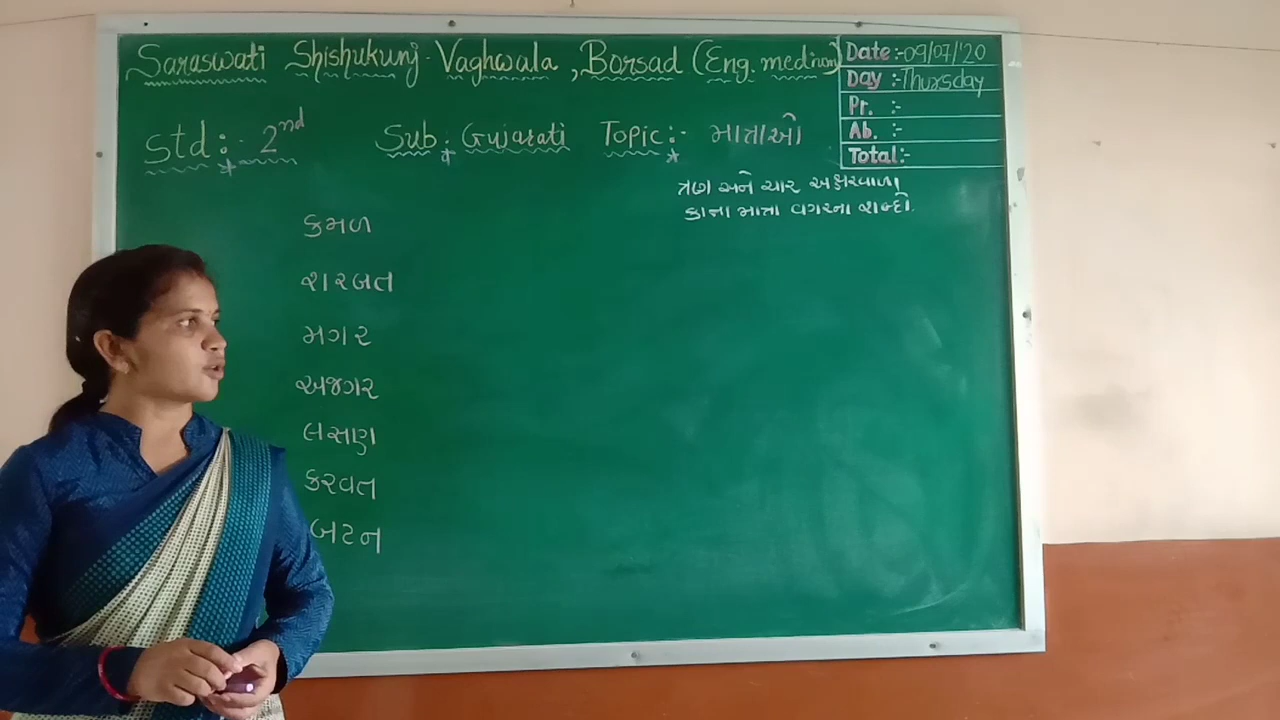 Saraswati Shishukunj Vaghwala, Borsad (Eng. medium)
Date:-09/07/'20
Day :-Thursday
Pr. :-
Ab. :-
Total:-
Std :- 2nd Sub : Gujarati Topic :- માત્રાઓ
ત્રણ અને ચાર અક્ષરવાળા
કાના માત્રા વગરના શબ્દો.
કમળ
શરબત
મગર
અજગર
લસણ
કરવત
બટન